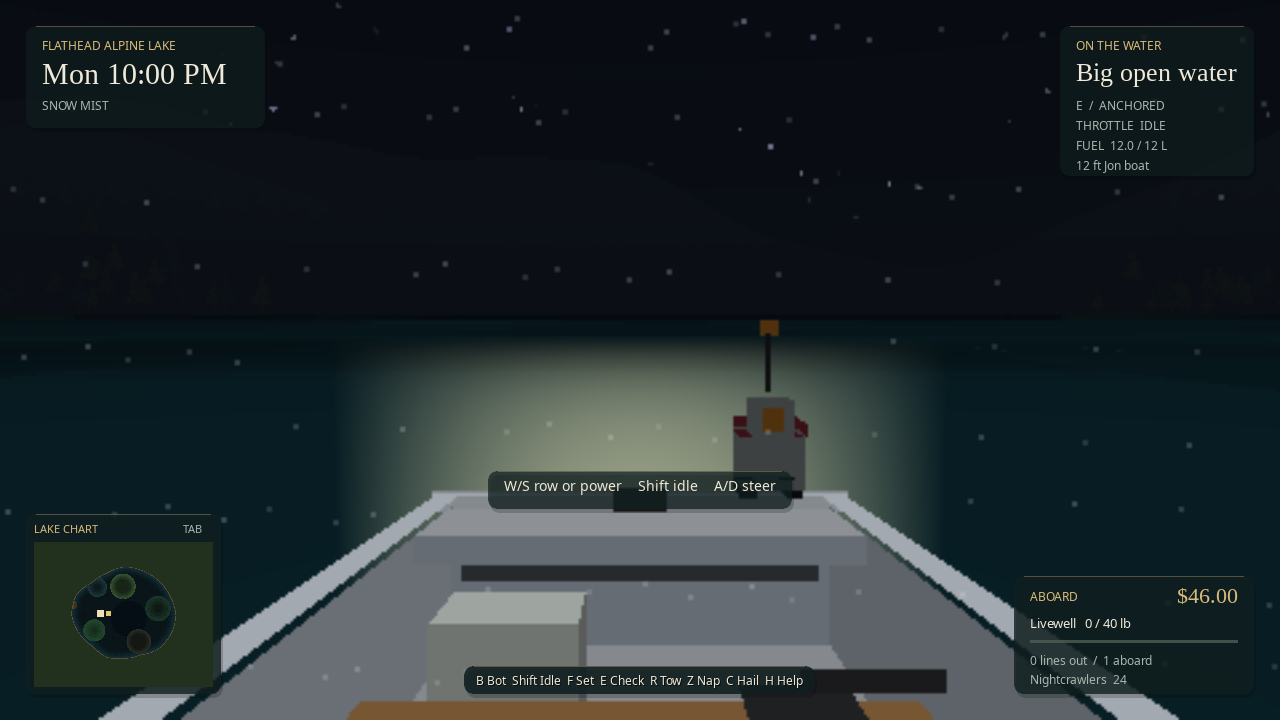 FLATHEAD ALPINE LAKE
Mon 10:00 PM
SNOW MIST
ON THE WATER
Big open water
E / ANCHORED
THROTTLE IDLE
FUEL 12.0 / 12 L
12 ft Jon boat
W/S row or power Shift idle A/D steer
LAKE CHART TAB
ABOARD $46.00
Livewell 0 / 40 lb
0 lines out / 1 aboard
Nightcrawlers 24
B Bot Shift Idle F Set E Check R Tow Z Nap C Hail H Help